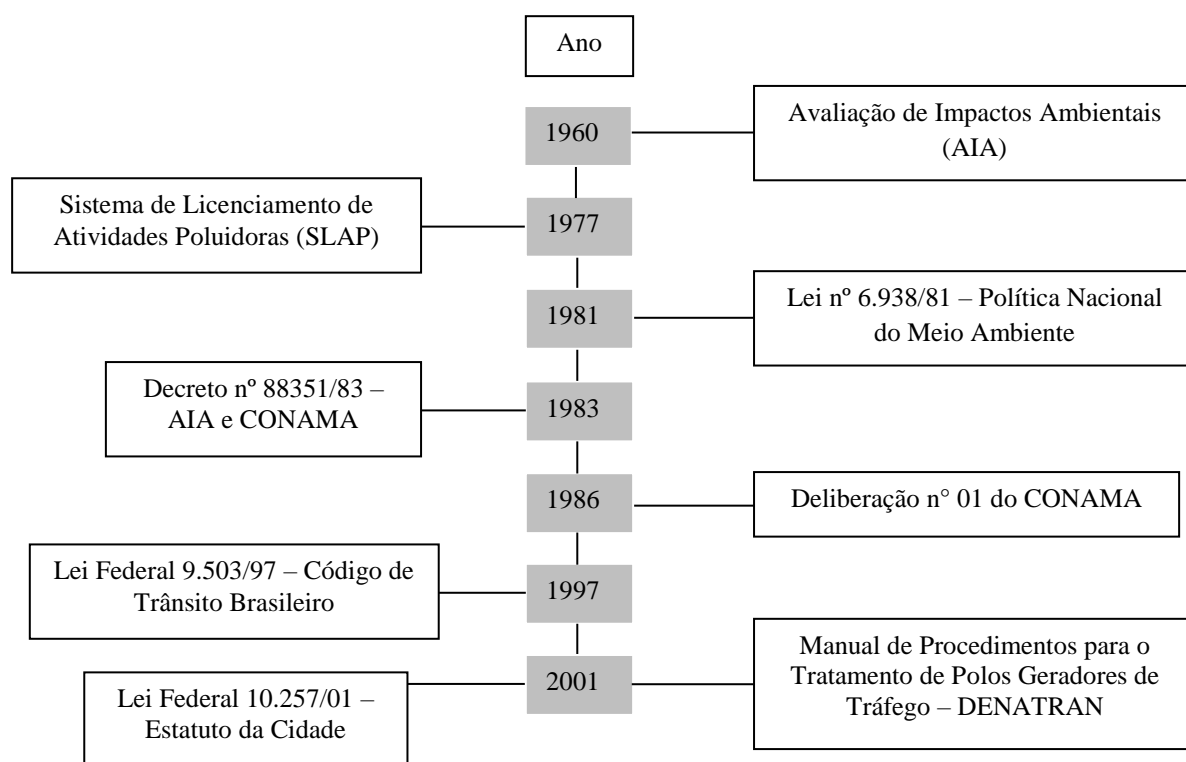 Ano
1960
Avaliação de Impactos Ambientais
(AIA)
Sistema de Licenciamento de
Atividades Poluidoras (SLAP)
1977
1981
Lei nº 6.938/81 – Política Nacional
do Meio Ambiente
Decreto nº 88351/83 –
AIA e CONAMA
1983
1986
Deliberação n° 01 do CONAMA
Lei Federal 9.503/97 – Código de
Trânsito Brasileiro
1997
Lei Federal 10.257/01 –
Estatuto da Cidade
2001
Manual de Procedimentos para o
Tratamento de Polos Geradores de
Tráfego – DENATRAN